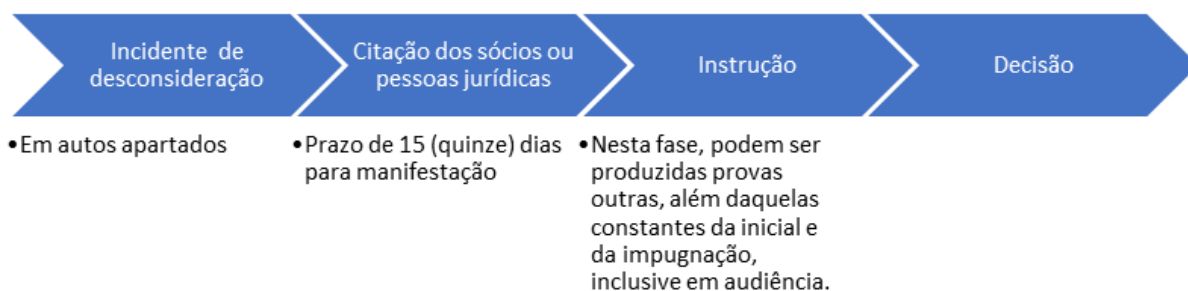 Incidente de
desconsideração
Citação dos sócios ou
pessoas jurídicas
Instrução
Decisão
•Em autos apartados
•Prazo de 15 (quinze) dias
para manifestação
•Nesta fase, podem ser
produzidas provas
outras, além daquelas
constantes da inicial e
da impugnação,
inclusive em audiência.